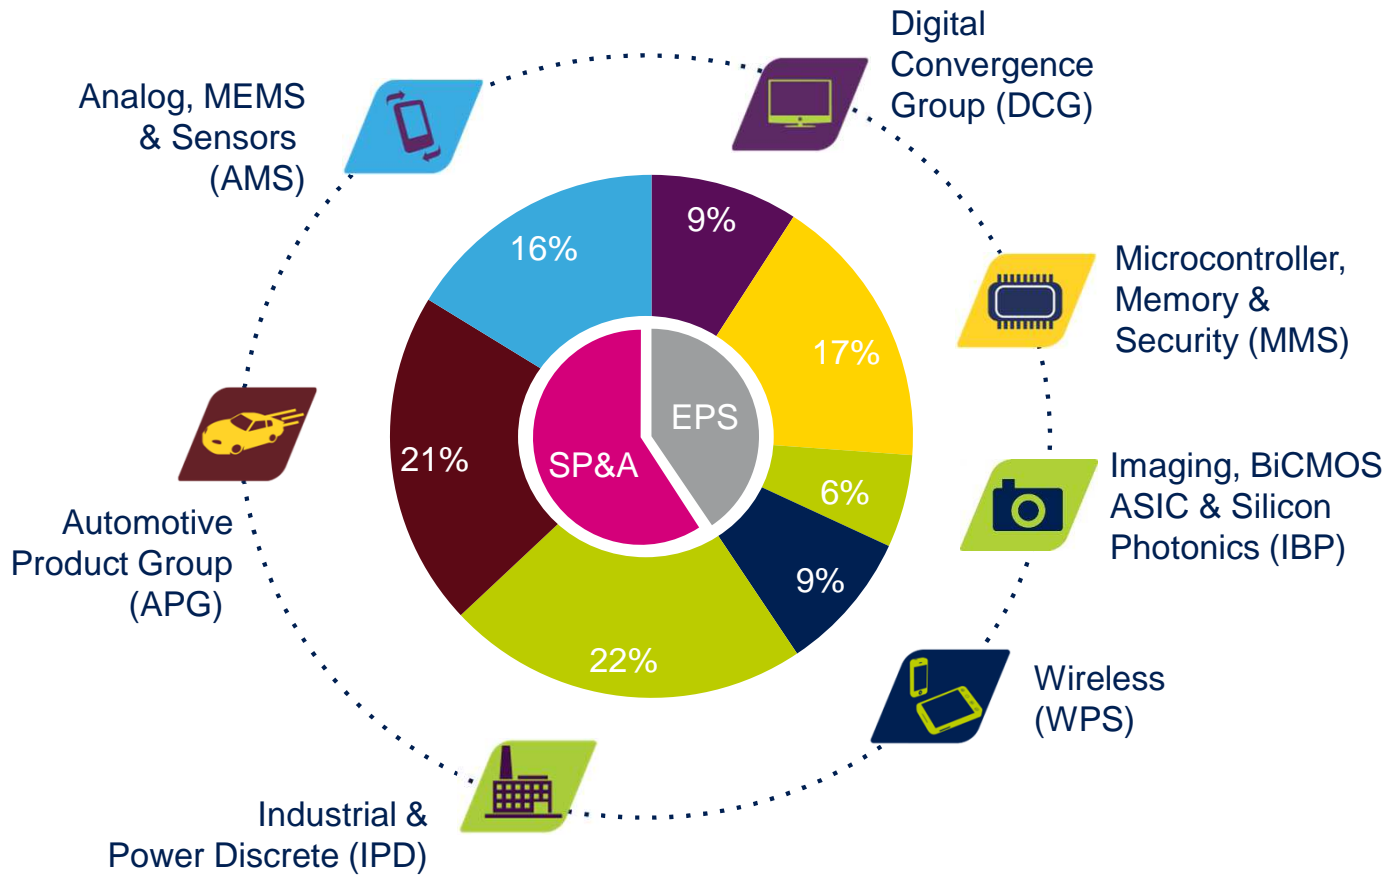 Digital
Convergence
Group (DCG)
Analog, MEMS
& Sensors
(AMS)
9%
16%
Microcontroller,
Memory &
Security (MMS)
17%
EPS
SP&A
21%
6%
Imaging, BiCMOS
ASIC & Silicon
Photonics (IBP)
Automotive
Product Group
(APG)
9%
22%
Wireless
(WPS)
Industrial &
Power Discrete (IPD)